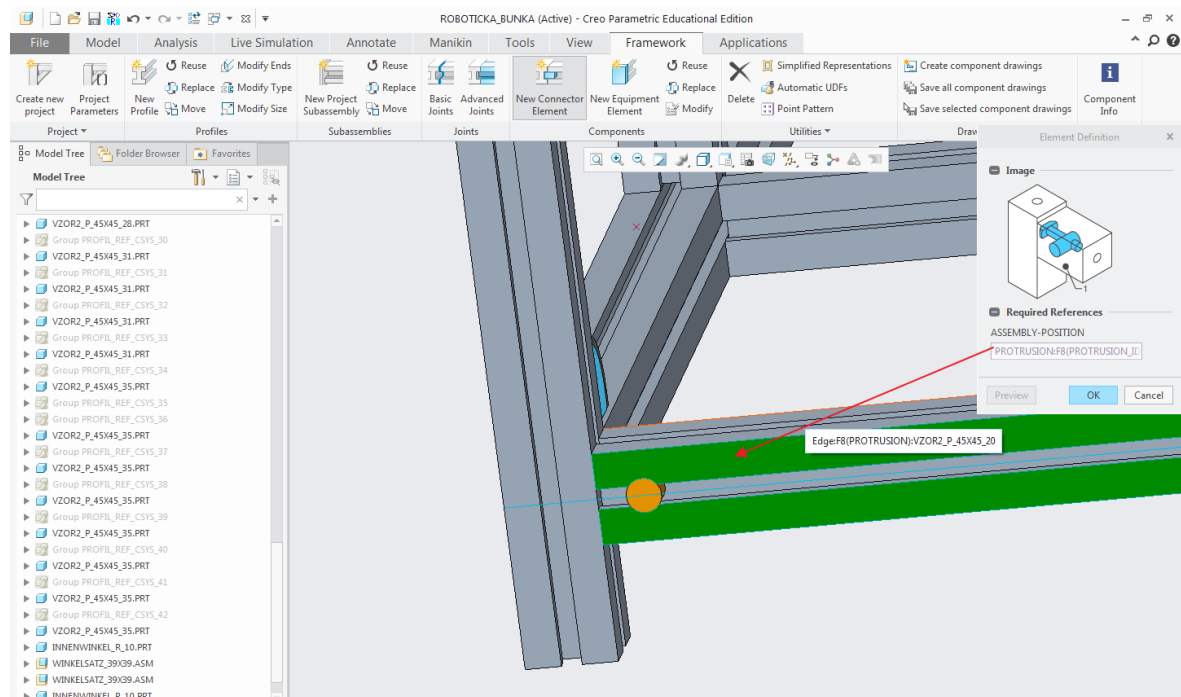 ROBOTICKA_BUNKA (Active) - Creo Parametric Educational Edition
File Model Analysis Live Simulation Annotate Manikin Tools View Framework Applications
Reuse Modify Ends Reuse Reuse Simplified Representations Create component drawings
Replace Modify Type Replace Replace Automatic UDFs Save all component drawings
Move Modify Size Move Modify Point Pattern Save selected component drawings
Create new project
Project Parameters
New Profile
New Project Subassembly
Basic Joints
Advanced Joints
New Connector Element
New Equipment Element
Delete
Component Info
Project Profiles Subassemblies Joints Components Utilities Draw
Model Tree Folder Browser Favorites
Model Tree
VZOR2_P_45X45_28.PRT
Group PROFIL_REF_CSYS_30
VZOR2_P_45X45_31.PRT
Group PROFIL_REF_CSYS_31
VZOR2_P_45X45_31.PRT
Group PROFIL_REF_CSYS_32
VZOR2_P_45X45_31.PRT
Group PROFIL_REF_CSYS_33
VZOR2_P_45X45_31.PRT
Group PROFIL_REF_CSYS_34
VZOR2_P_45X45_35.PRT
Group PROFIL_REF_CSYS_35
Group PROFIL_REF_CSYS_36
VZOR2_P_45X45_35.PRT
Group PROFIL_REF_CSYS_37
VZOR2_P_45X45_35.PRT
Group PROFIL_REF_CSYS_38
VZOR2_P_45X45_35.PRT
Group PROFIL_REF_CSYS_39
VZOR2_P_45X45_35.PRT
Group PROFIL_REF_CSYS_40
VZOR2_P_45X45_35.PRT
Group PROFIL_REF_CSYS_41
VZOR2_P_45X45_35.PRT
Group PROFIL_REF_CSYS_42
VZOR2_P_45X45_35.PRT
INNENWINKEL_R_10.PRT
WINKELSATZ_39X39.ASM
WINKELSATZ_39X39.ASM
INNENWINKEL_R_10.PRT
Edge:F8(PROTRUSION):VZOR2_P_45X45_20
Element Definition
Image
1
Required References
ASSEMBLY-POSITION
PROTRUSION:F8(PROTRUSION_ID
Preview OK Cancel